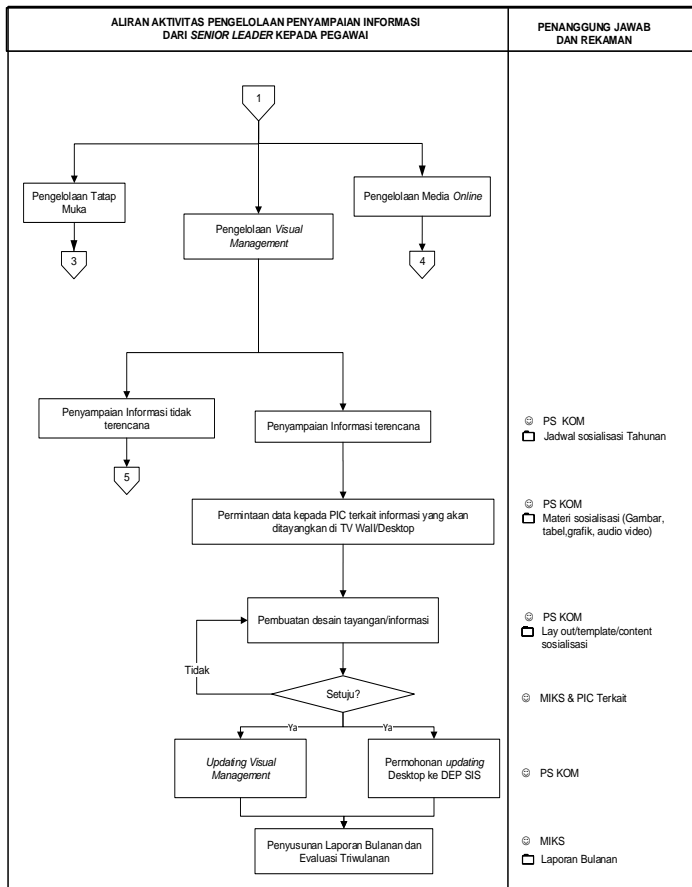 ALIRAN AKTIVITAS PENGELOLAAN PENYAMPAIAN INFORMASI
DARI SENIOR LEADER KEPADA PEGAWAI
PENANGGUNG JAWAB
DAN REKAMAN
1
Pengelolaan Tatap
Muka
Pengelolaan Visual
Management
Pengelolaan Media Online
3
4
Penyampaian Informasi tidak
terencana
Penyampaian Informasi terencana
PS KOM
Jadwal sosialisasi Tahunan
5
Permintaan data kepada PIC terkait informasi yang akan
ditayangkan di TV Wall/Desktop
PS KOM
Materi sosialisasi (Gambar,
tabel,grafik, audio video)
Pembuatan desain tayangan/informasi
PS KOM
Lay out/template/content
sosialisasi
Tidak
Setuju?
MIKS & PIC Terkait
Ya
Ya
Updating Visual
Management
Permohonan updating
Desktop ke DEP SIS
PS KOM
Penyusunan Laporan Bulanan dan
Evaluasi Triwulanan
MIKS
Laporan Bulanan